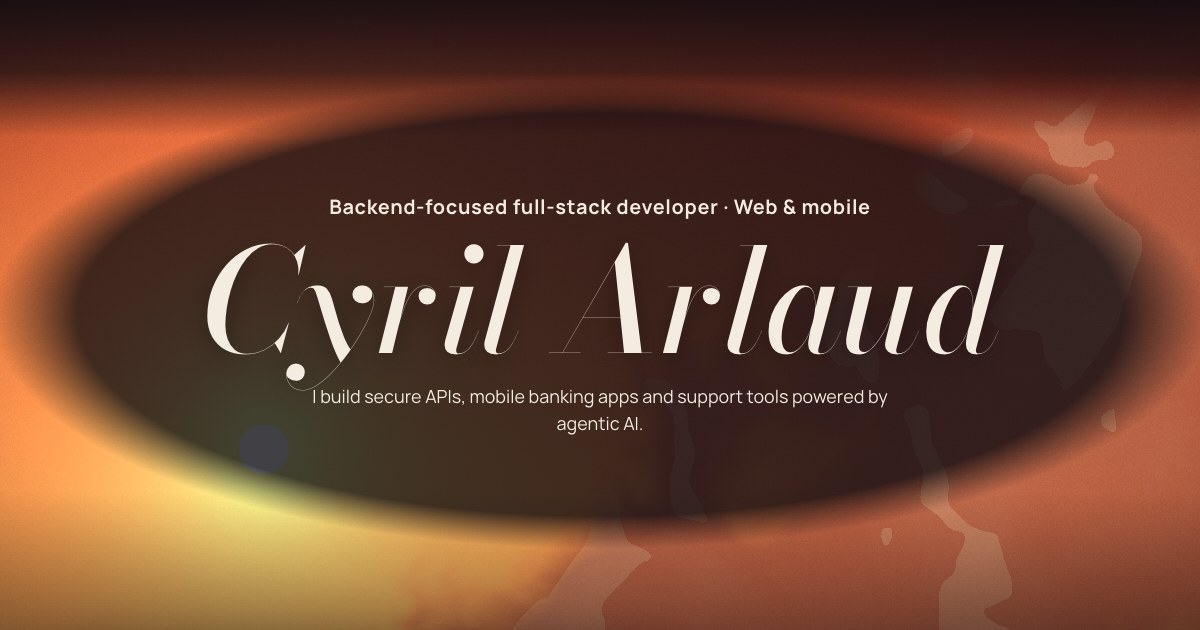 Backend-focused full-stack developer · Web & mobile
Cyril Arlaud
I build secure APIs, mobile banking apps and support tools powered by
agentic AI.